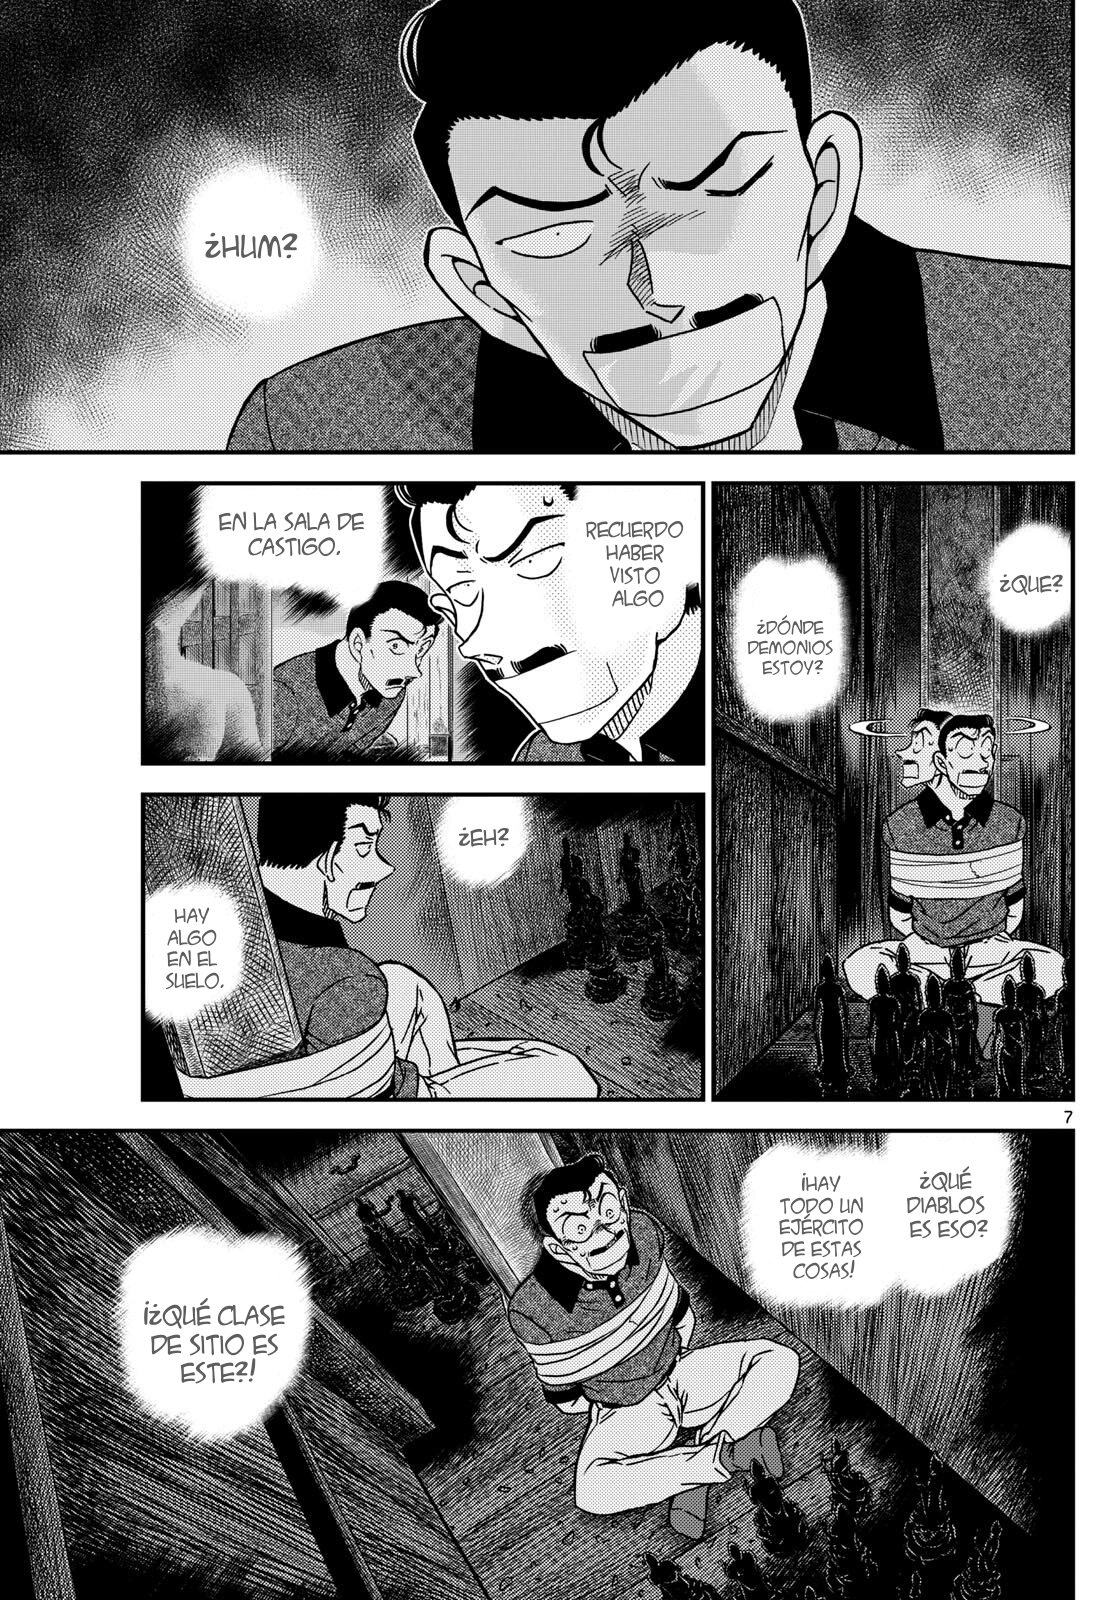 ¿HUM?
¿QUE?
¿DÓNDE
DEMONIOS
ESTOY?
RECUERDO
HABER
VISTO
ALGO
EN LA SALA DE
CASTIGO.
¿EH?
HAY
ALGO
EN EL
SUELO.
7
¿QUÉ
DIABLOS
ES ESO?
¡HAY
TODO UN
EJÉRCITO
DE ESTAS
COSAS!
¡¿QUÉ CLASE
DE SITIO ES
ESTE?!